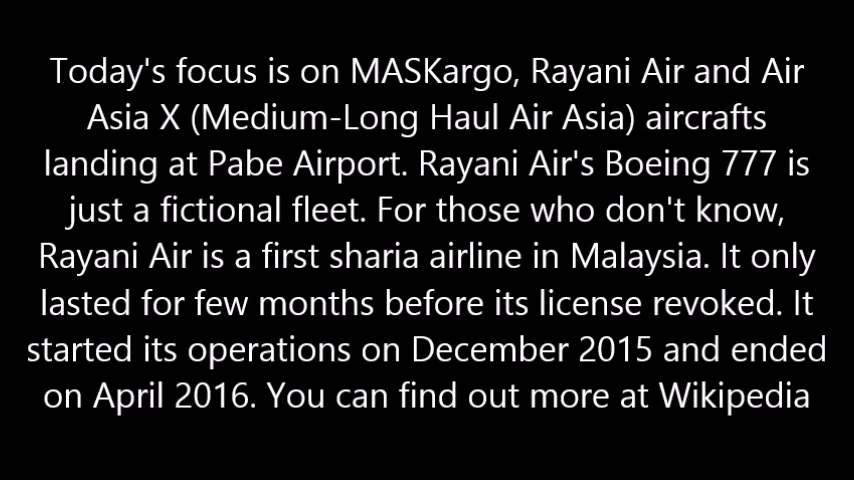 Today's focus is on MASKargo, Rayani Air and Air
Asia X (Medium-Long Haul Air Asia) aircrafts
landing at Pabe Airport. Rayani Air's Boeing 777 is
just a fictional fleet. For those who don't know,
Rayani Air is a first sharia airline in Malaysia. It only
lasted for few months before its license revoked. It
started its operations on December 2015 and ended
on April 2016. You can find out more at Wikipedia